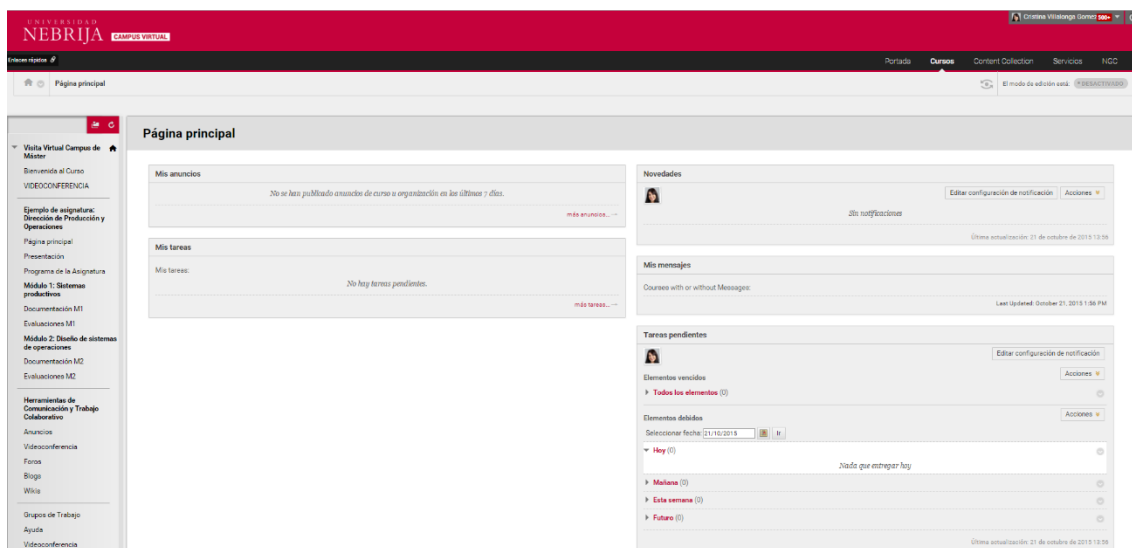 UNIVERSIDAD
NEBRIJA CAMPUS VIRTUAL
Cristina Villalonga Gomez 500+
Enlaces rápidos
Portada Cursos Content Collection Servicios NGC
Página principal
El modo de edición está: DESACTIVADO
Página principal
Visita Virtual Campus de
Máster
Bienvenida al Curso
VIDEOCONFERENCIA
Ejemplo de asignatura:
Dirección de Producción y
Operaciones
Página principal
Presentación
Programa de la Asignatura
Módulo 1: Sistemas
productivos
Documentación M1
Evaluaciones M1
Módulo 2: Diseño de sistemas
de operaciones
Documentación M2
Evaluaciones M2
Herramientas de
Comunicación y Trabajo
Colaborativo
Anuncios
Videoconferencia
Foros
Blogs
Wikis
Grupos de Trabajo
Ayuda
Videoconferencia
Mis anuncios
No se han publicado anuncios de curso u organización en los últimos 7 días.
más anuncios...
Mis tareas
Mis tareas:
No hay tareas pendientes.
más tareas...
Novedades
Editar configuración de notificación Acciones
Sin notificaciones
Última actualización: 21 de octubre de 2015 13:56
Mis mensajes
Courses with or without Messages:
Last Updated: October 21, 2015 1:56 PM
Tareas pendientes
Editar configuración de notificación
Acciones
Elementos vencidos
Todos los elementos (0)
Acciones
Elementos debidos
Seleccionar fecha: 21/10/2015 Ir
Hoy (0)
Nada que entregar hoy
Mañana (0)
Esta semana (0)
Futuro (0)
Última actualización: 21 de octubre de 2015 13:56